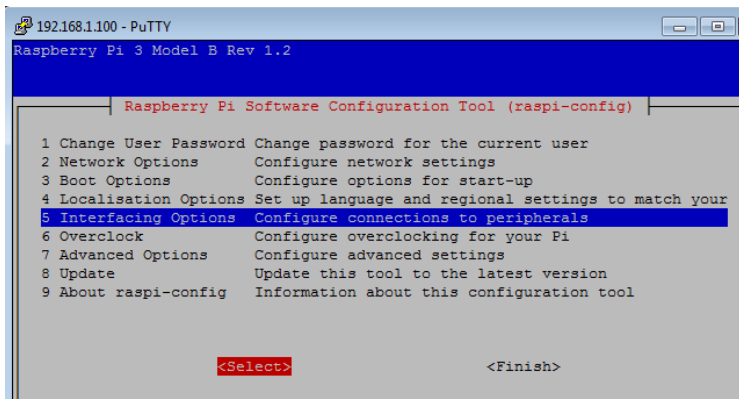 192.168.1.100 - PuTTY
Raspberry Pi 3 Model B Rev 1.2
Raspberry Pi Software Configuration Tool (raspi-config)
1 Change User Password Change password for the current user
2 Network Options Configure network settings
3 Boot Options Configure options for start-up
4 Localisation Options Set up language and regional settings to match your
5 Interfacing Options Configure connections to peripherals
6 Overclock Configure overclocking for your Pi
7 Advanced Options Configure advanced settings
8 Update Update this tool to the latest version
9 About raspi-config Information about this configuration tool
<Select> <Finish>